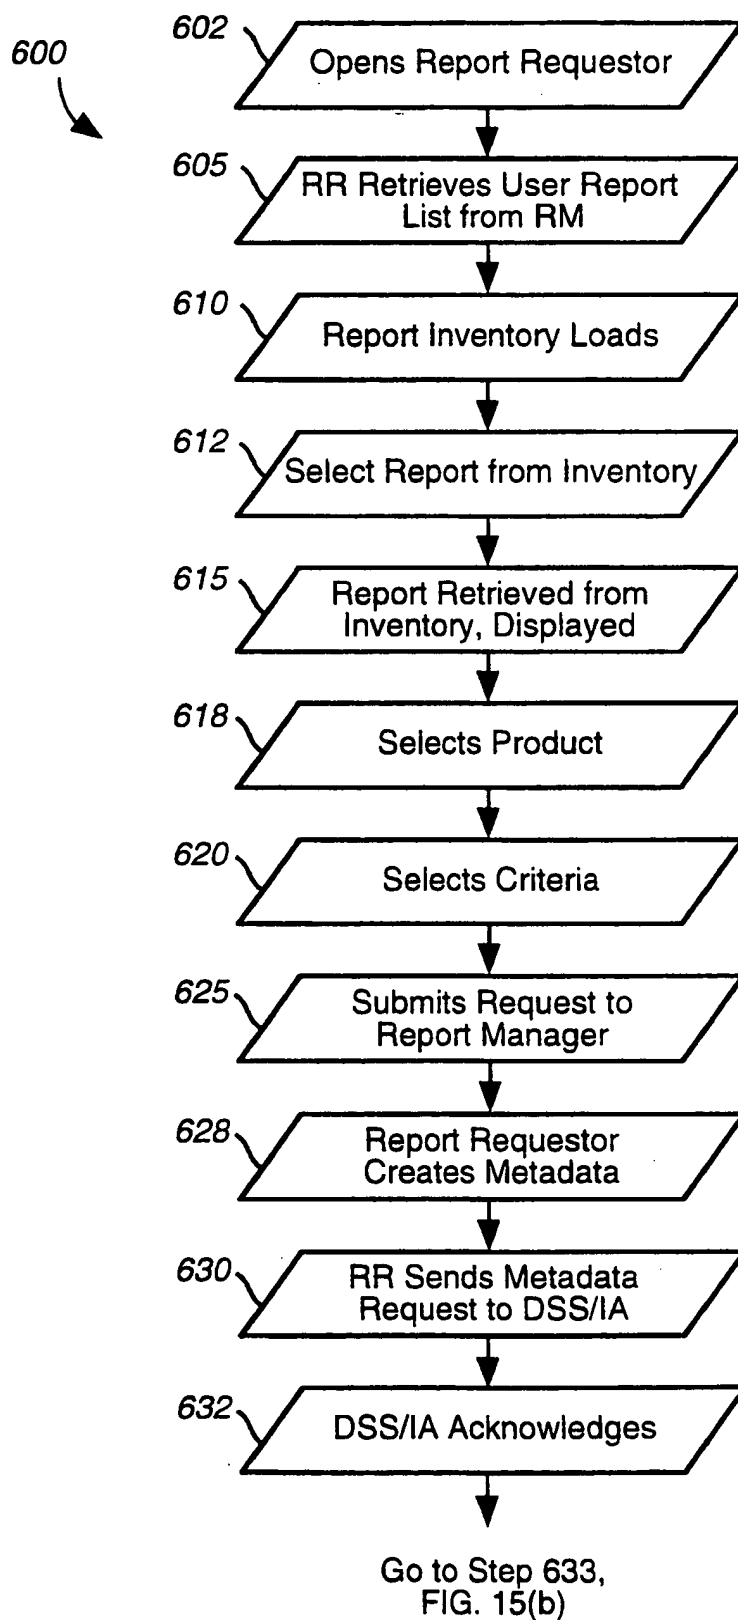 600
602
Opens Report Requestor
605
RR Retrieves User Report
List from RM
610
Report Inventory Loads
612
Select Report from Inventory
615
Report Retrieved from
Inventory, Displayed
618
Selects Product
620
Selects Criteria
625
Submits Request to
Report Manager
628
Report Requestor
Creates Metadata
630
RR Sends Metadata
Request to DSS/IA
632
DSS/IA Acknowledges
Go to Step 633,
FIG. 15(b)